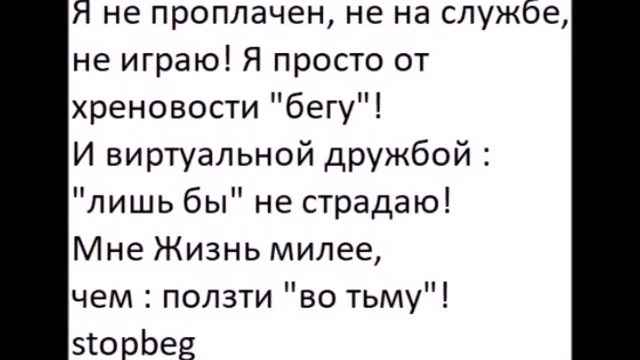 Я не проплачен, не на службе,
не играю! Я просто от
хреновости "бегу"!
И виртуальной дружбой :
"лишь бы" не страдаю!
Мне Жизнь милее,
чем : ползти "во тьму"!
stopbeg